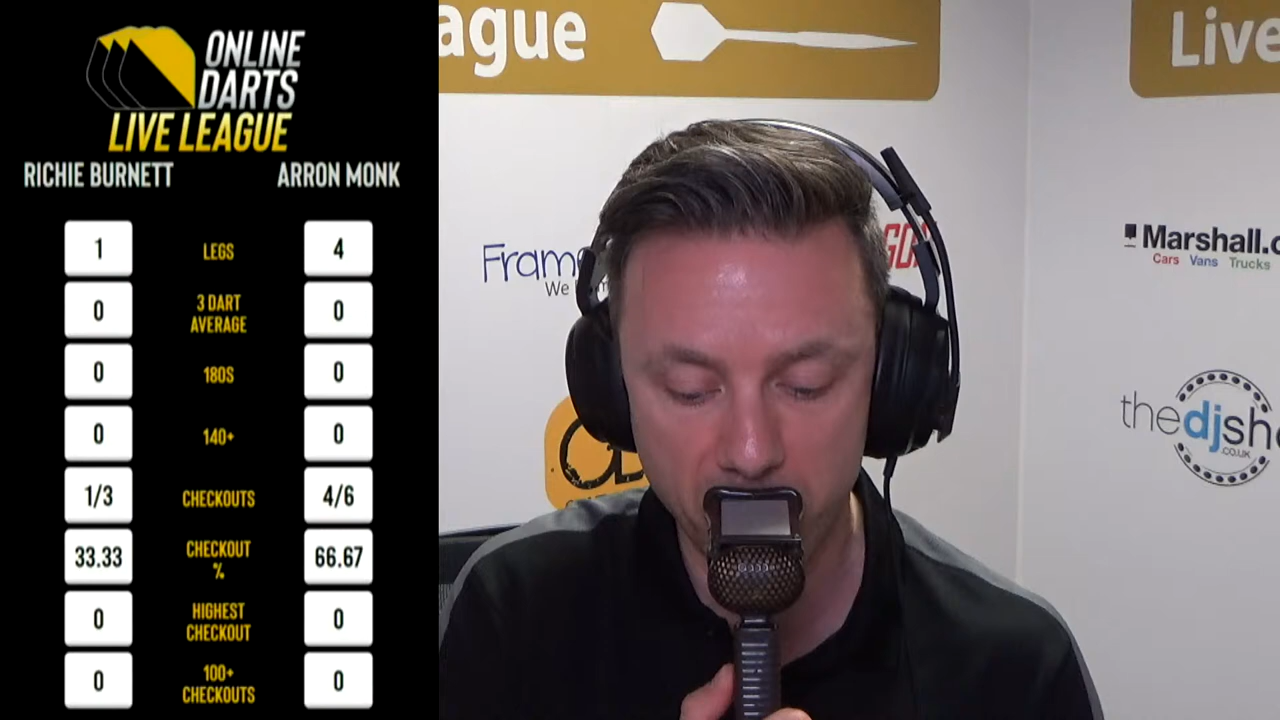 ONLINE
DARTS
LIVE LEAGUE
RICHIE BURNETT ARRON MONK
1 LEGS 4
0 3 DART AVERAGE 0
0 180S 0
0 140+ 0
1/3 CHECKOUTS 4/6
33.33 CHECKOUT % 66.67
0 HIGHEST CHECKOUT 0
0 100+ CHECKOUTS 0
ague
Live
Frame
We
Marshall.c
Cars Vans Trucks
thedjsh
.CO.UK